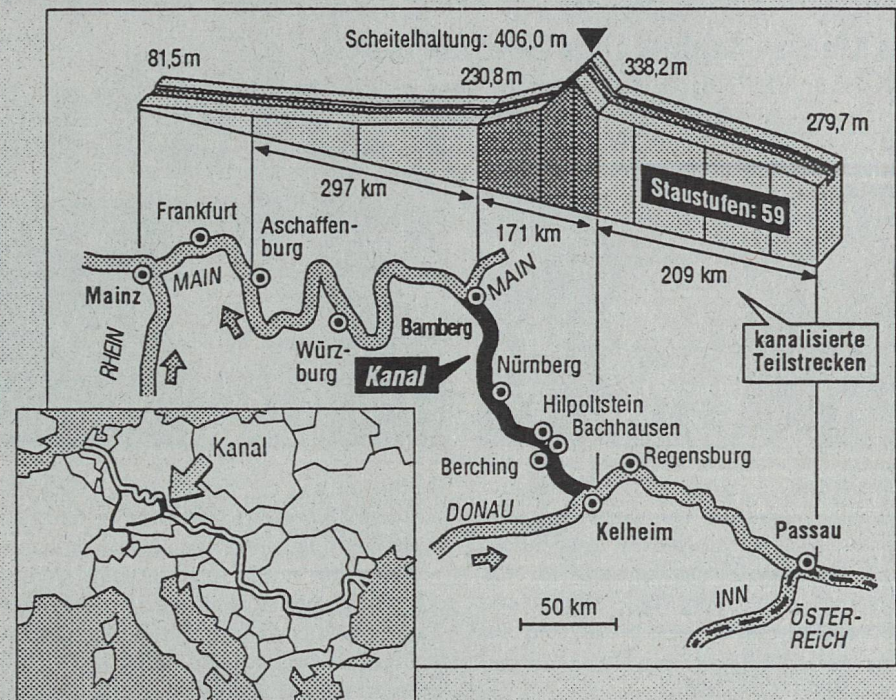 Scheitelhaltung: 406,0 m
81,5 m
230,8 m
338,2 m
279,7 m
297 km
Staustufen: 59
171 km
209 km
Frankfurt
Aschaffen-
burg
MAIN
MAIN
Mainz
RHEIN
Würz-
burg
Bamberg
Kanal
kanalisierte
Teilstrecken
Nürnberg
Hilpoltstein
Bachhausen
Berching
Regensburg
Kanal
DONAU
Kelheim
Passau
50 km
INN
ÖSTER-
REiCH